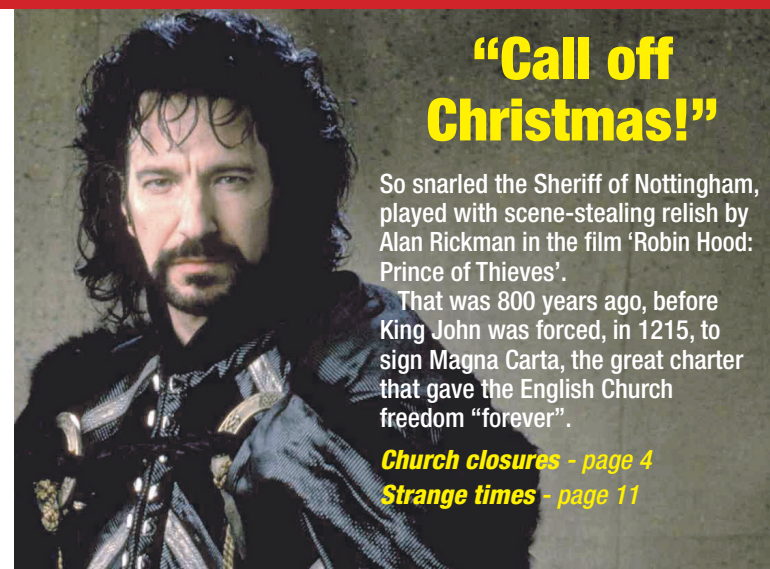 “Call off
Christmas!”
So snarled the Sheriff of Nottingham,
played with scene-stealing relish by
Alan Rickman in the film ‘Robin Hood:
Prince of Thieves’.
That was 800 years ago, before
King John was forced, in 1215, to
sign Magna Carta, the great charter
that gave the English Church
freedom “forever”.
Church closures - page 4
Strange times - page 11